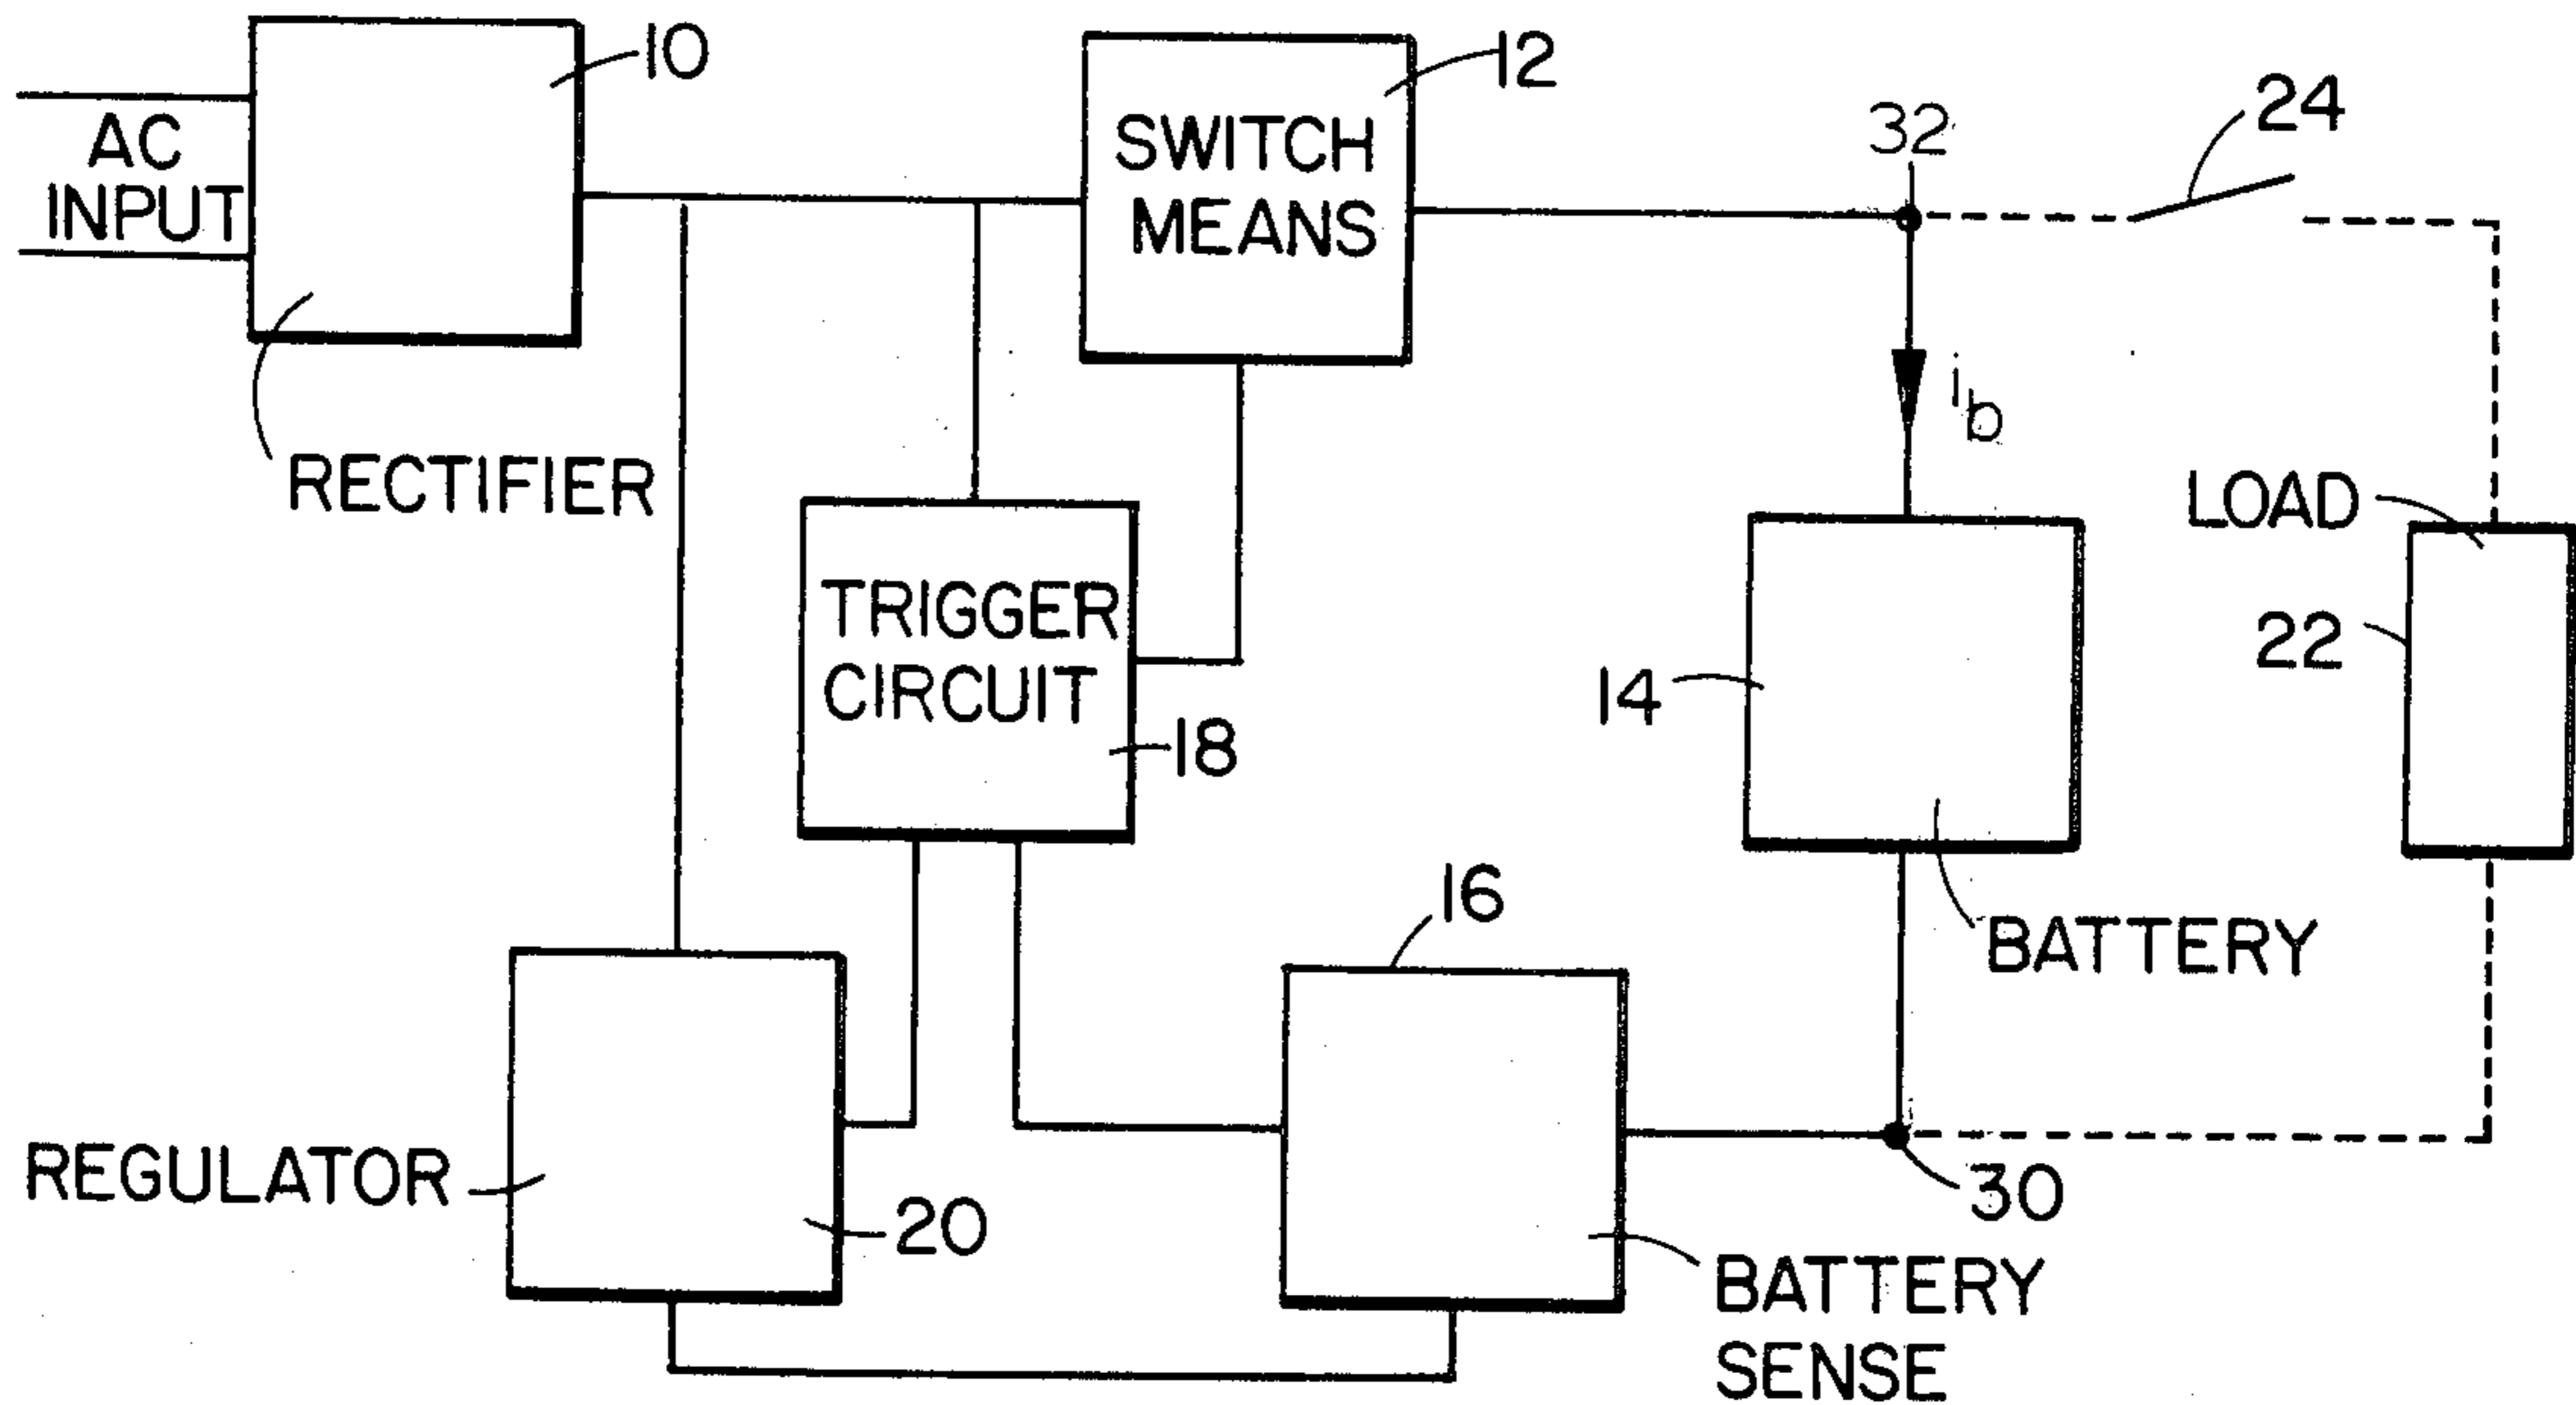 10
12
24
32
AC
INPUT
SWITCH
MEANS
ib
RECTIFIER
LOAD
TRIGGER
CIRCUIT
22
14
18
16
BATTERY
REGULATOR
20
30
BATTERY
SENSE